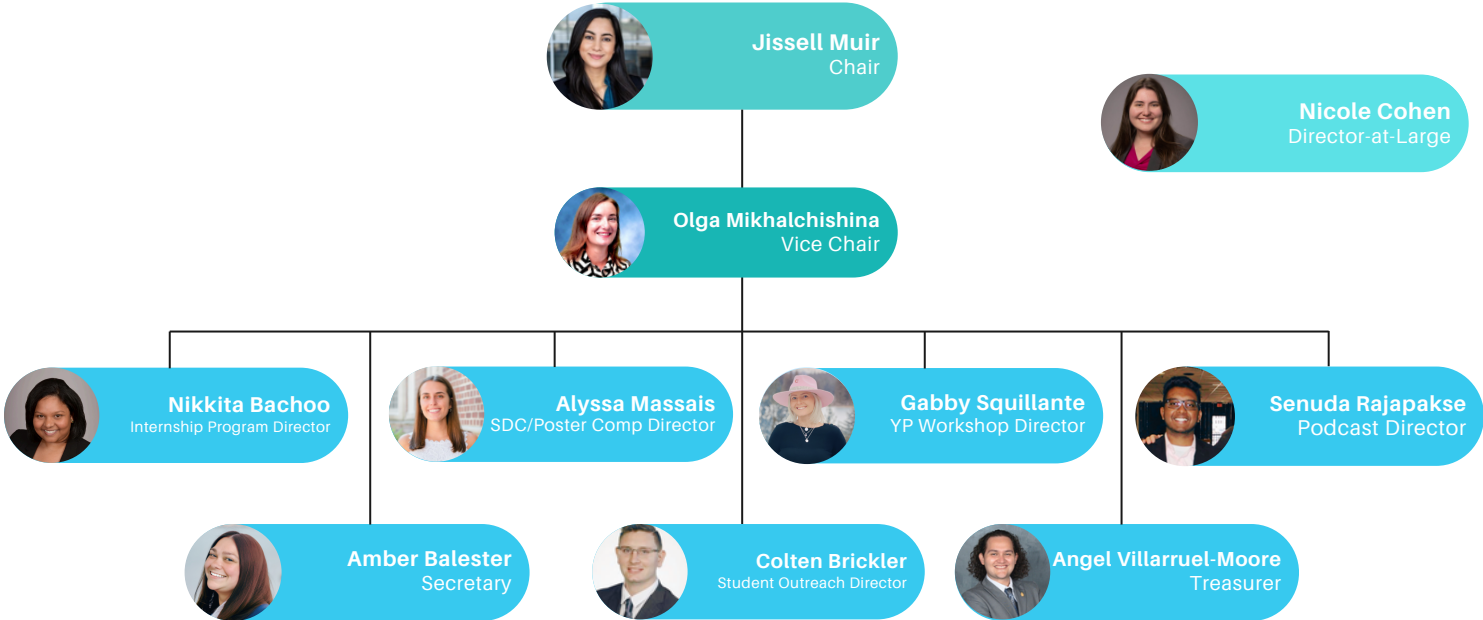 Jissell Muir
Chair
Nicole Cohen
Director-at-Large
Olga Mikhalchishina
Vice Chair
Nikkita Bachoo
Internship Program Director
Alyssa Massais
SDC/Poster Comp Director
Gabby Squillante
YP Workshop Director
Senuda Rajapakse
Podcast Director
Amber Balester
Secretary
Colten Brickler
Student Outreach Director
Angel Villarruel-Moore
Treasurer